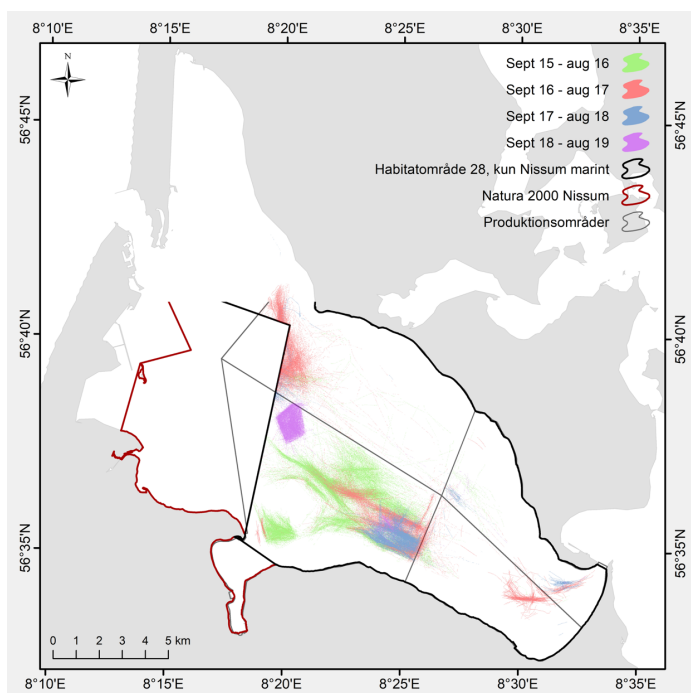 8°10'E 8°15'E 8°20'E 8°25'E 8°30'E 8°35'E
N
Sept 15 - aug 16
Sept 16 - aug 17
Sept 17 - aug 18
Sept 18 - aug 19
Habitatområde 28, kun Nissum marint
Natura 2000 Nissum
Produktionsområder
56°45'N 56°45'N
56°40'N 56°40'N
56°35'N 56°35'N
0 1 2 3 4 5 km
8°10'E 8°15'E 8°20'E 8°25'E 8°30'E 8°35'E